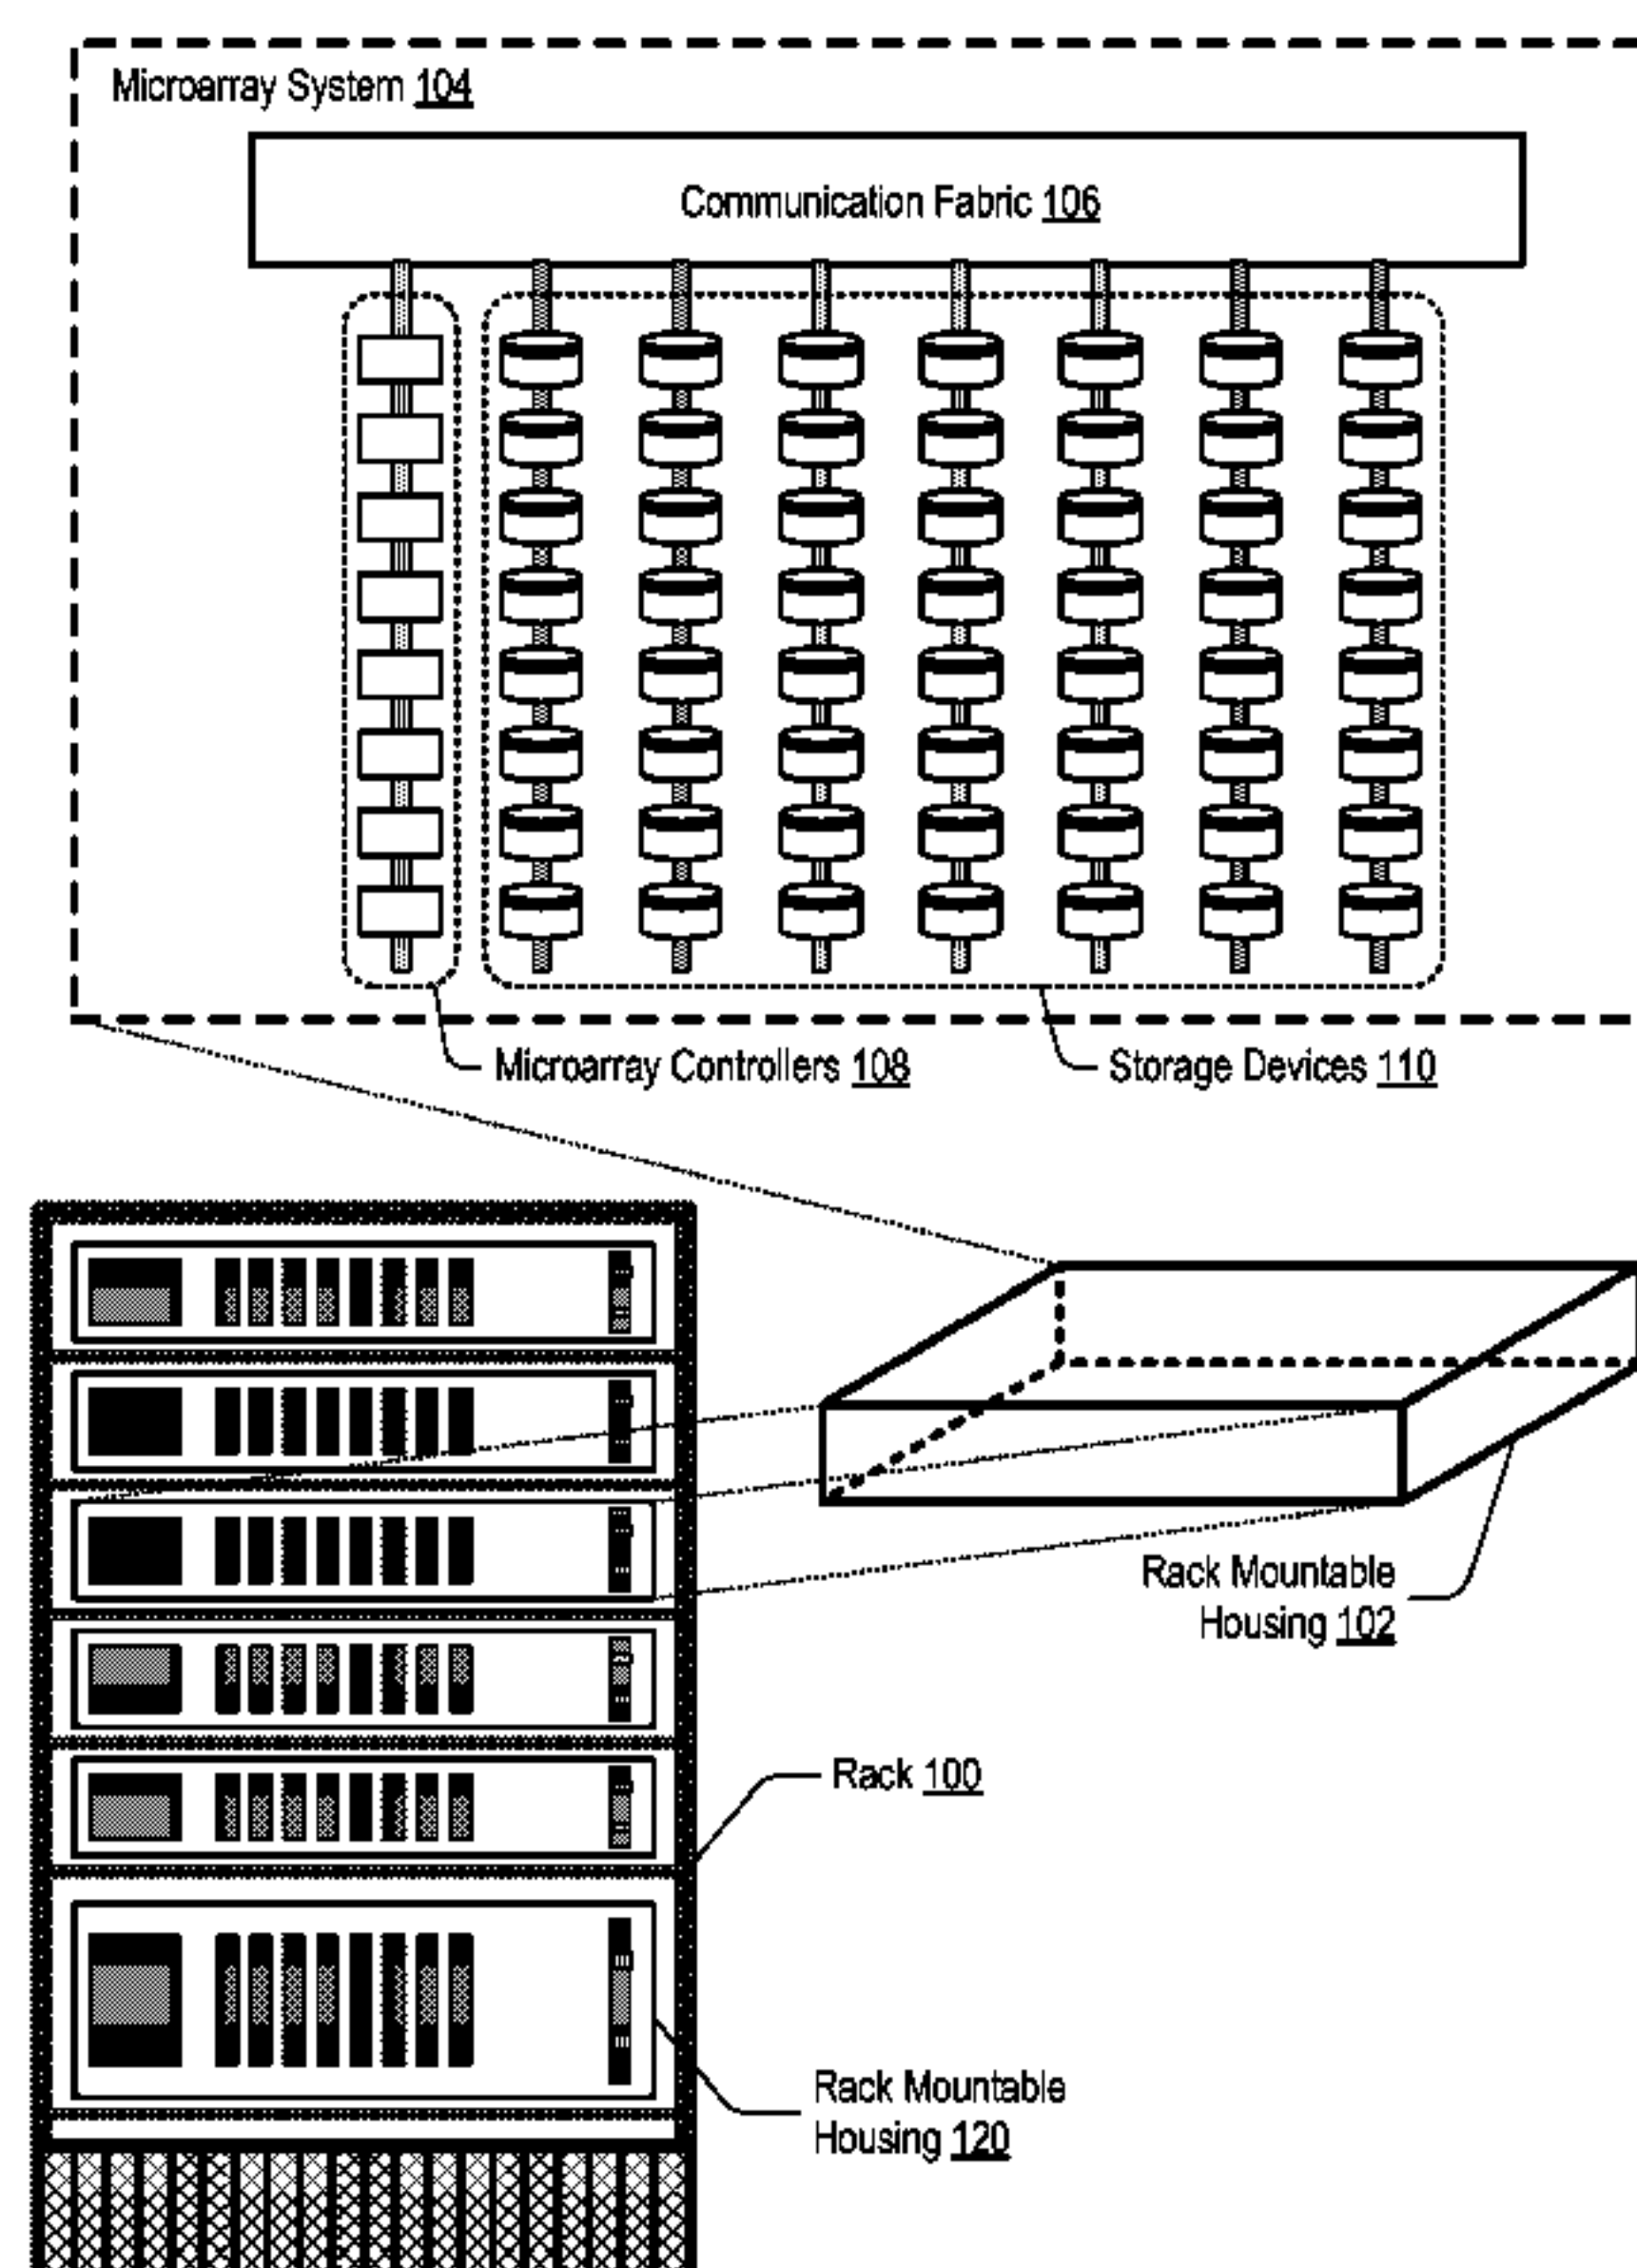 Microarray System 104
Communication Fabric 106
Microarray Controllers 108
Storage Devices 110
Rack Mountable
Housing 102
Rack 100
Rack Mountable
Housing 120